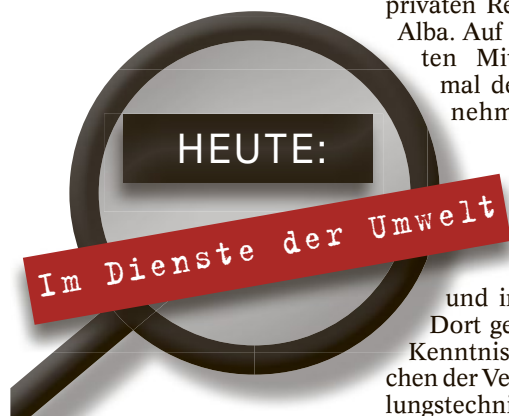 privaten Re
Alba. Auf
ten Mi
mal de
nehm
HEUTE:
Im Dienste der Umwelt
und i
Dort ge
Kenntnis
chen der Ve
lungstechni